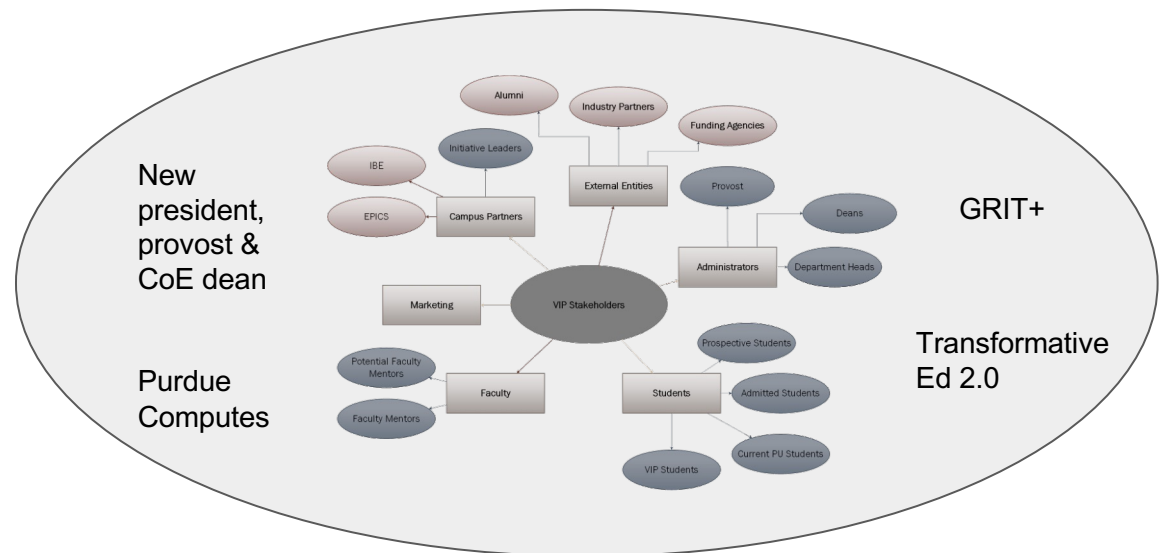 Alumni
Industry Partners
Funding Agencies
Initiative Leaders
IBE
External Entities
Provost
New
president,
provost &
CoE dean
EPICS
Campus Partners
Deans
GRIT+
Administrators
Department Heads
Marketing
VIP Stakeholders
Prospective Students
Transformative
Ed 2.0
Potential Faculty
Mentors
Purdue
Computes
Faculty
Students
Admitted Students
Faculty Mentors
Current PU Students
VIP Students